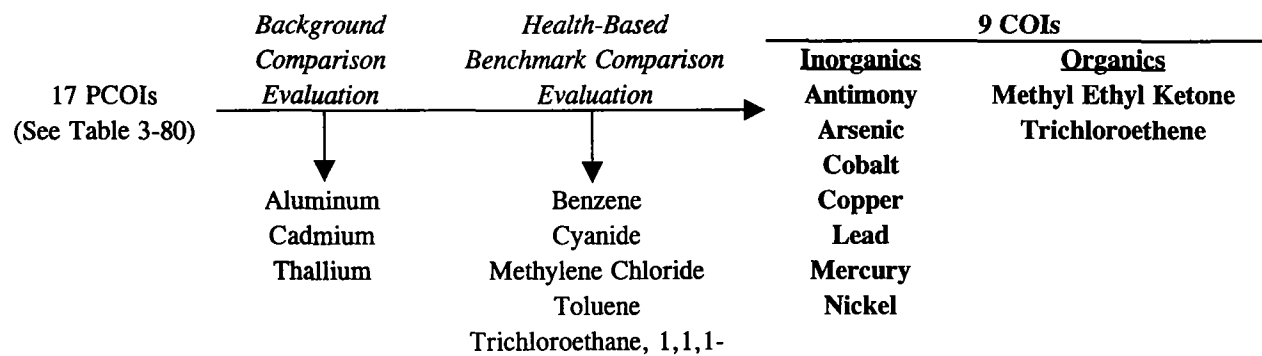 17 PCOIs
(See Table 3-80)
Background
Comparison
Evaluation
Aluminum
Cadmium
Thallium
Health-Based
Benchmark Comparison
Evaluation
Benzene
Cyanide
Methylene Chloride
Toluene
Trichloroethane, 1,1,1-
9 COIs
Inorganics
Antimony
Arsenic
Cobalt
Copper
Lead
Mercury
Nickel
Organics
Methyl Ethyl Ketone
Trichloroethene